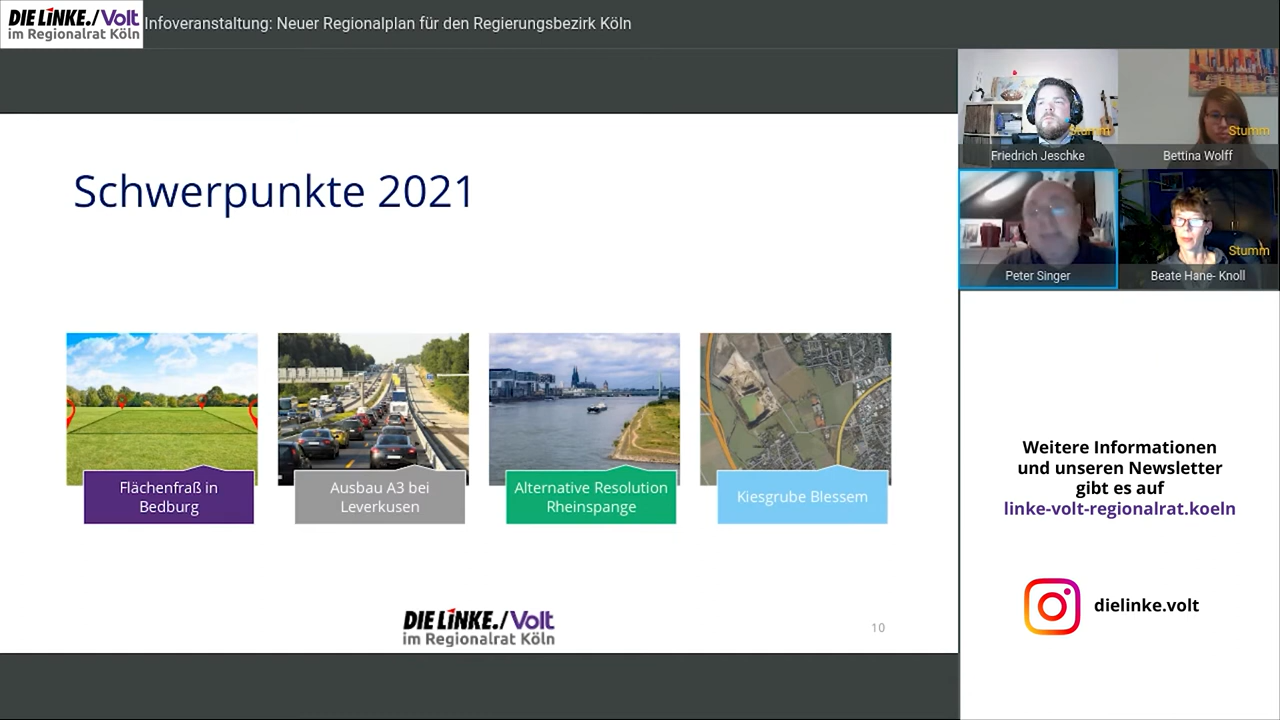 DIE LINKE./Volt
im Regionalrat Köln
Infoveranstaltung: Neuer Regionalplan für den Regierungsbezirk Köln
Stumm
Friedrich Jeschke
Stumm
Bettina Wolff
Peter Singer
Stumm
Beate Hane- Knoll
Schwerpunkte 2021
Flächenfraß in
Bedburg
Ausbau A3 bei
Leverkusen
Alternative Resolution
Rheinspange
Kiesgrube Blessem
DIE LINKE./Volt
im Regionalrat Köln
10
Weitere Informationen
und unseren Newsletter
gibt es auf
linke-volt-regionalrat.koeln
dielinke.volt